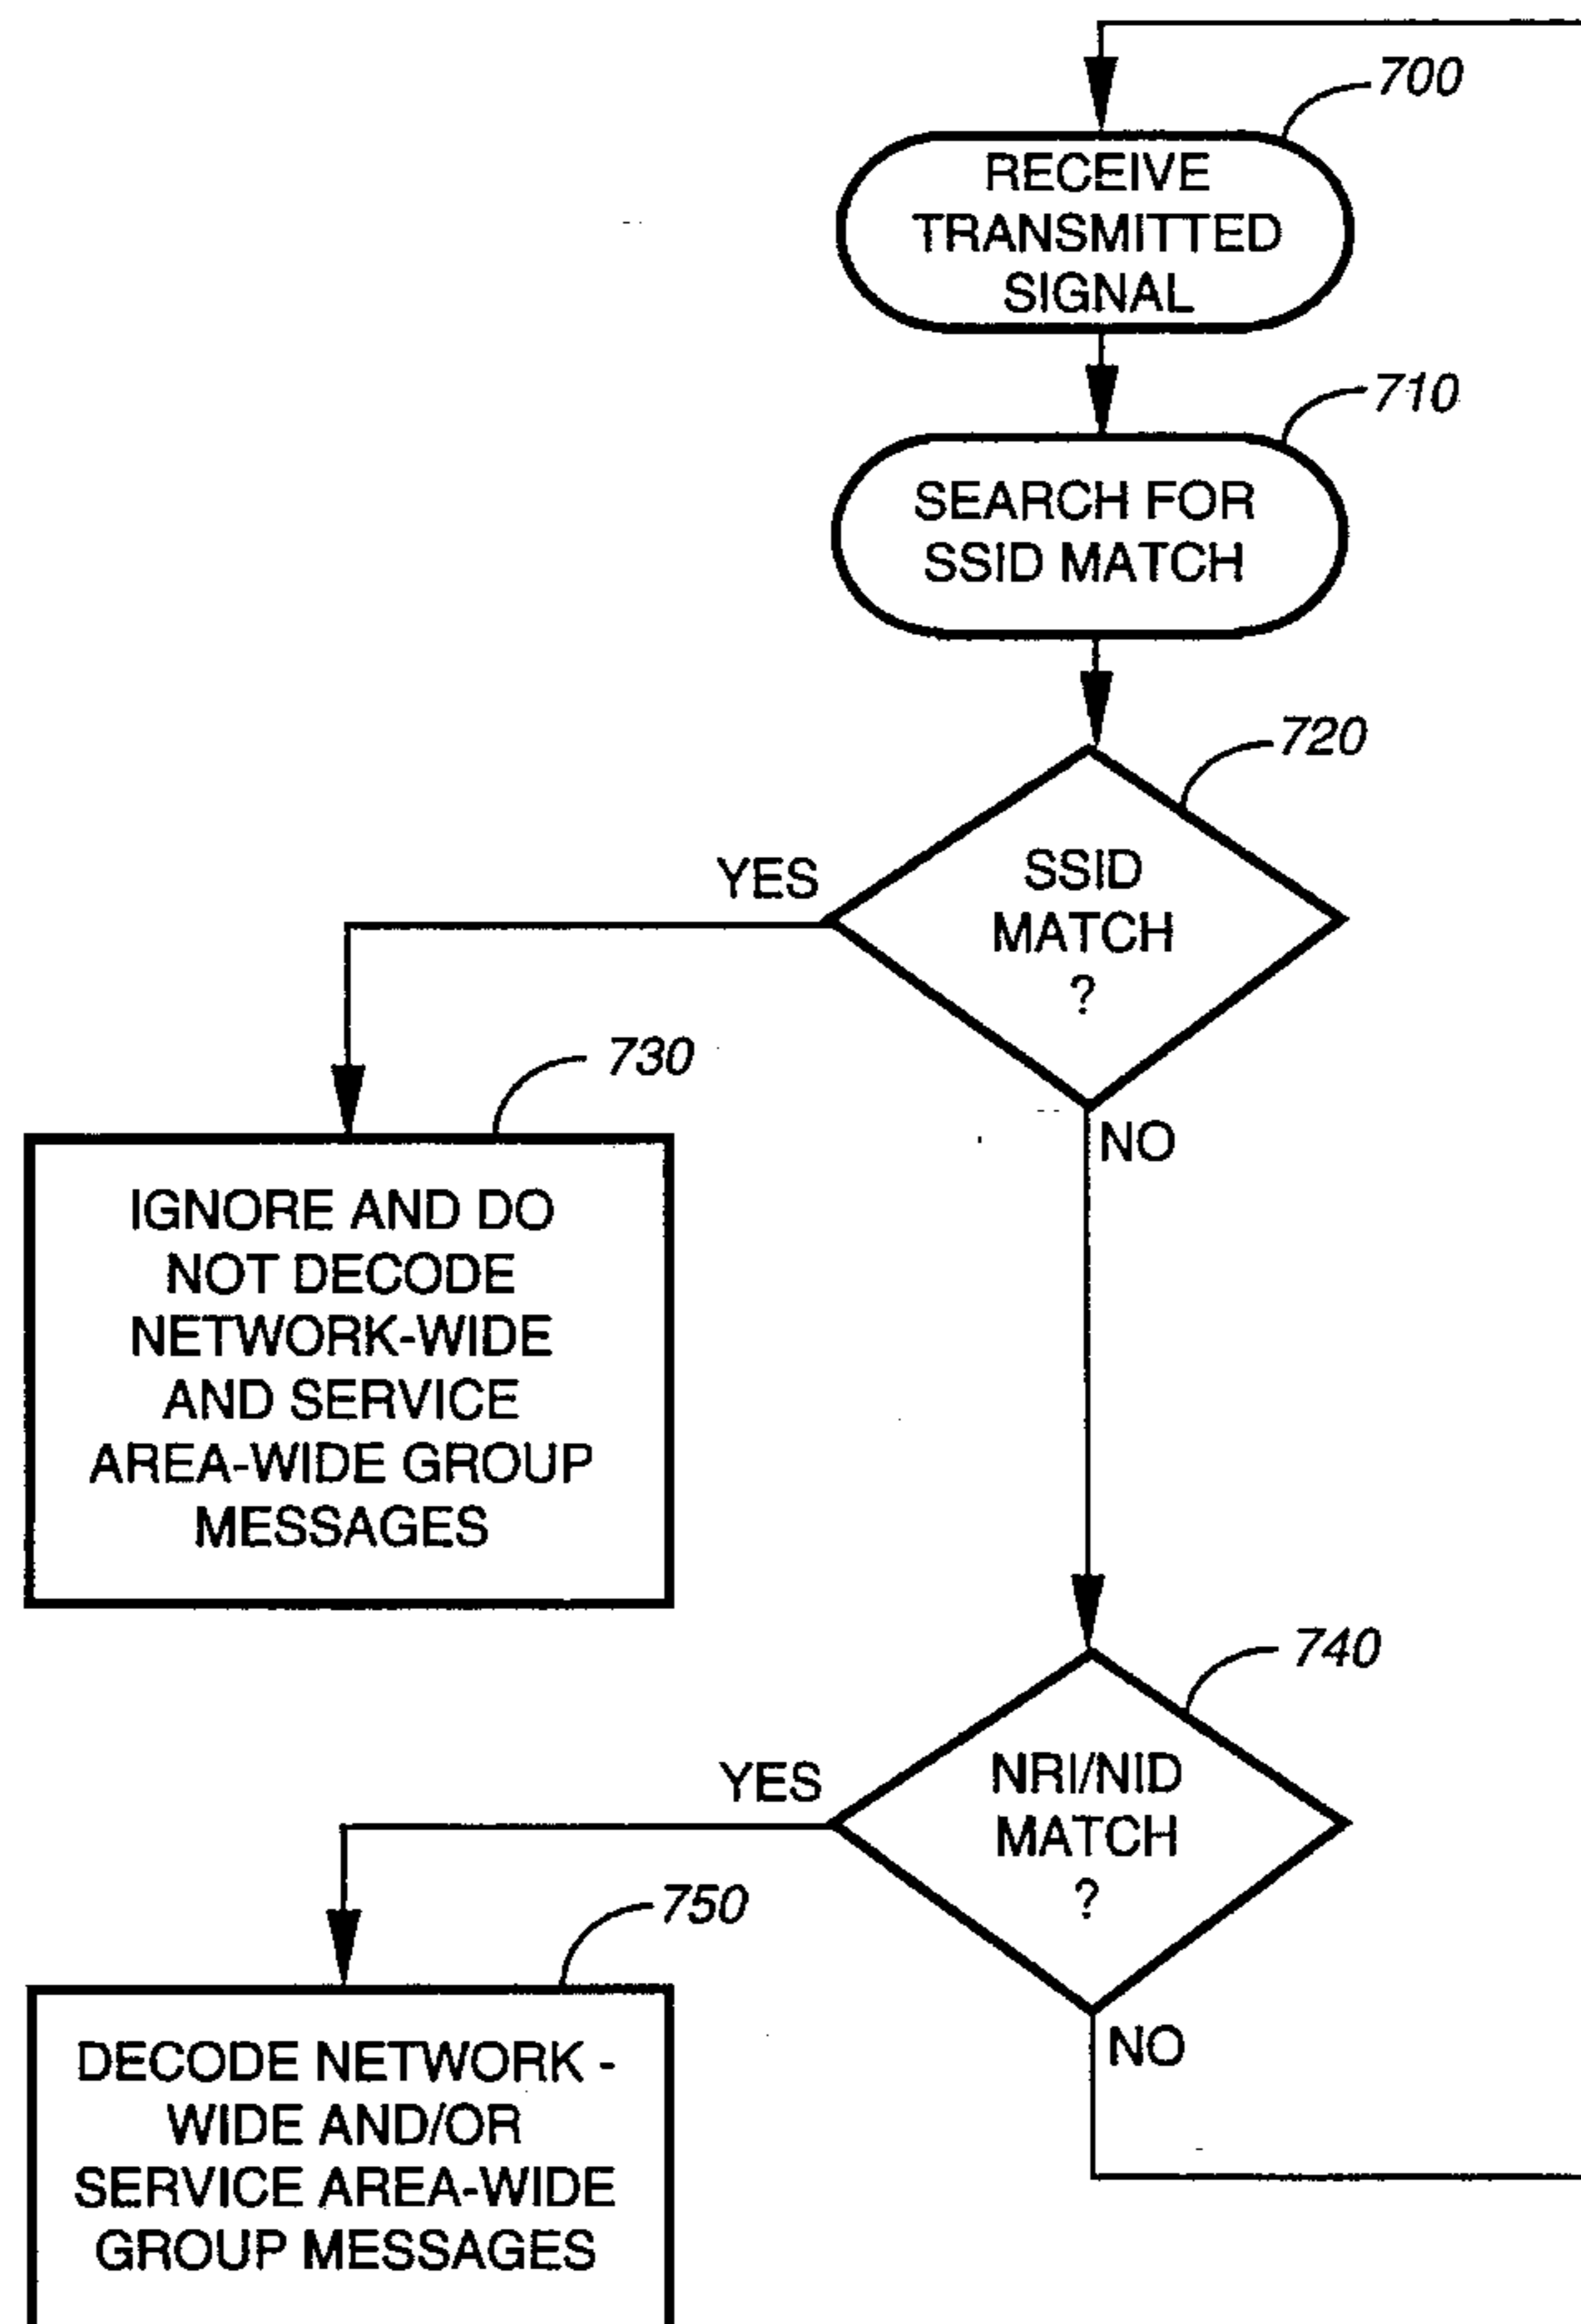 700
RECEIVE
TRANSMITTED
SIGNAL
710
SEARCH FOR
SSID MATCH
720
YES
SSID
MATCH
?
NO
730
IGNORE AND DO
NOT DECODE
NETWORK-WIDE
AND SERVICE
AREA-WIDE GROUP
MESSAGES
740
YES
NRI/NID
MATCH
?
NO
750
DECODE NETWORK -
WIDE AND/OR
SERVICE AREA-WIDE
GROUP MESSAGES